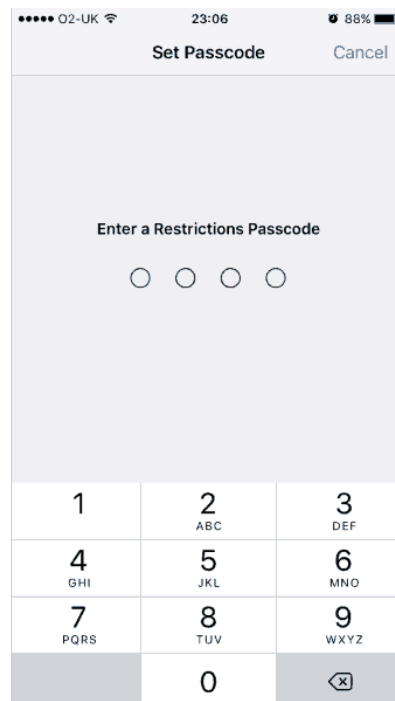 ●●●●● O2-UK 23:06 88%
Set Passcode Cancel
Enter a Restrictions Passcode
1 2 3
ABC DEF
4 5 6
GHI JKL MNO
7 8 9
PQRS TUV WXYZ
0